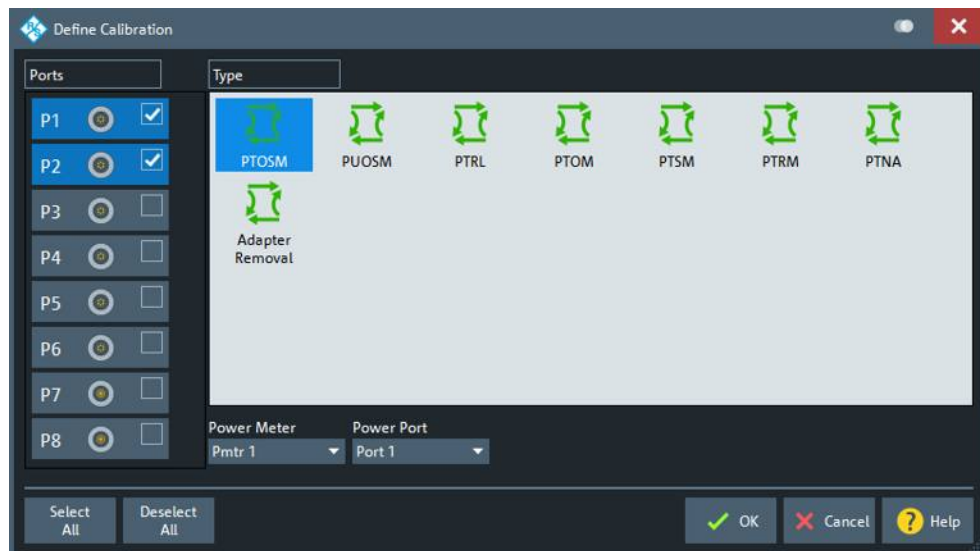 Define Calibration
Ports
Type
P1
P2
P3
P4
P5
P6
P7
P8
PTOSM
PUOSM
PTRL
PTOM
PTSM
PTRM
PTNA
Adapter
Removal
Power Meter
Power Port
Pmtr 1
Port 1
Select
All
Deselect
All
OK
Cancel
? Help